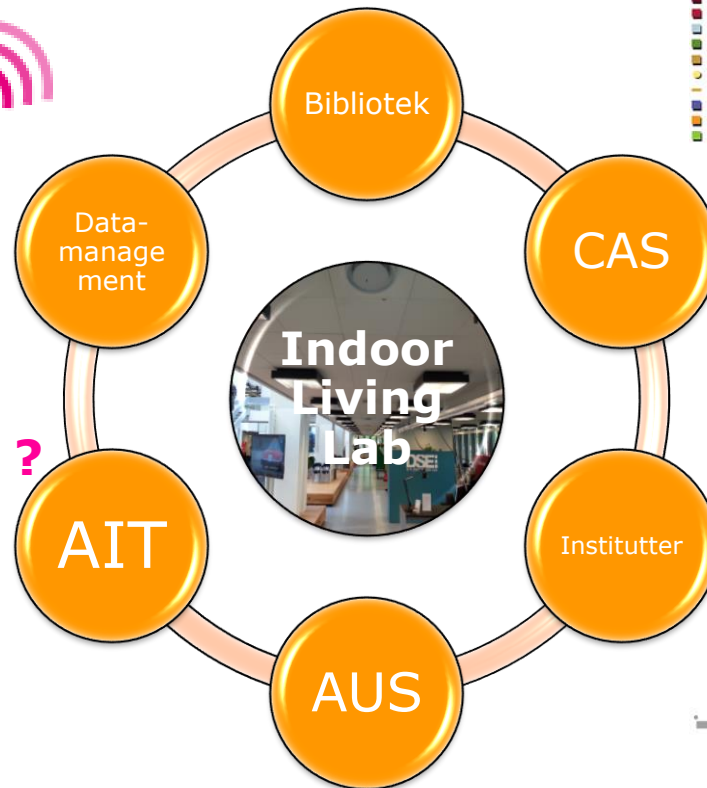 Bibliotek
CAS
Data-
manage
ment
Indoor
Living
Lab
?
AIT
Institutter
AUS